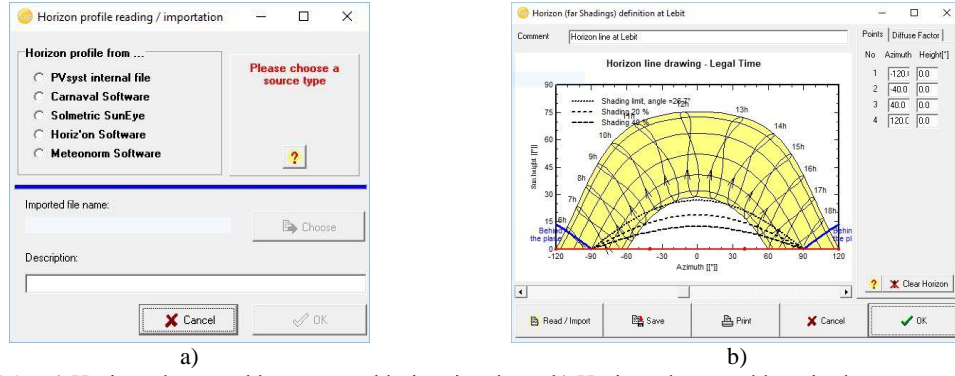 Horizon profile reading / importation
Horizon profile from ...
PVsyst internal file
Carnaval Software
Solmetric SunEye
Horiz'on Software
Meteonorm Software
Please choose a
source type
?
Imported file name:
Choose
Description:
Cancel
OK
a)
Horizon (far Shadings) definition at Lebit
Comment
Horizon line at Lebit
Points
Diffuse Factor
No Azimuth Height[°]
1 -120.( 0.0
2 -40.0 0.0
3 40.0 0.0
4 120.C 0.0
Horizon line drawing - Legal Time
Shading limit, angle =26.7°
Shading 20 %
Shading 40 %
90
75
60
45
30
15
0
Sun height [[°]]
6h
7h
8h
9h
10h
11h
12h
13h
14h
15h
16h
17h
18h
Behind
the plane
Behin
the pl
-120 -90 -60 -30 0 30 60 90 120
Azimuth [[°]]
? Clear Horizon
Read / Import
Save
Print
Cancel
OK
b)